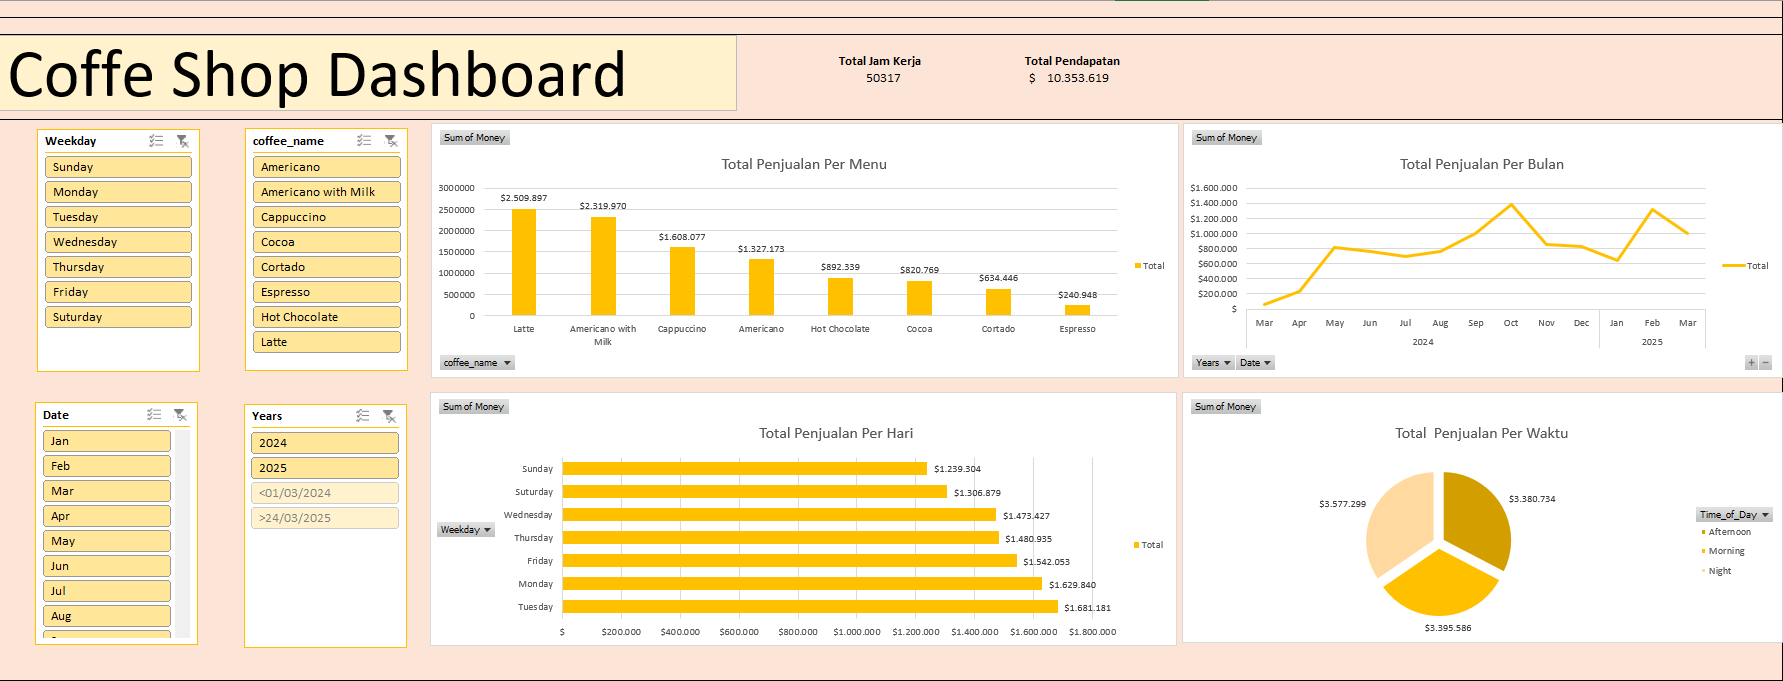 Coffe Shop Dashboard
Total Jam Kerja
50317
Total Pendapatan
$ 10.353.619
Weekday
Sunday
Monday
Tuesday
Wednesday
Thursday
Friday
Suturday
coffee_name
Americano
Americano with Milk
Cappuccino
Cocoa
Cortado
Espresso
Hot Chocolate
Latte
Sum of Money
Total Penjualan Per Menu
3000000
2500000
2000000
1500000
1000000
500000
0
$2.509.897
$2.319.970
$1.608.077
$1.327.173
$892.339
$820.769
$634.446
$240.948
Latte
Americano with
Milk
Cappuccino
Americano
Hot Chocolate
Cocoa
Cortado
Espresso
Total
coffee_name
Sum of Money
Total Penjualan Per Bulan
$1.600.000
$1.400.000
$1.200.000
$1.000.000
$800.000
$600.000
$400.000
$200.000
$
Mar Apr May Jun Jul Aug Sep Oct Nov Dec Jan Feb Mar
2024 2025
Total
Years Date
+ −
Date
Jan
Feb
Mar
Apr
May
Jun
Jul
Aug
Years
2024
2025
<01/03/2024
>24/03/2025
Sum of Money
Total Penjualan Per Hari
Sunday $1.239.304
Suturday $1.306.879
Wednesday $1.473.427
Thursday $1.480.935
Friday $1.542.053
Monday $1.629.840
Tuesday $1.681.181
$ $200.000 $400.000 $600.000 $800.000 $1.000.000 $1.200.000 $1.400.000 $1.600.000 $1.800.000
Weekday
Total
Sum of Money
Total Penjualan Per Waktu
$3.577.299
$3.380.734
$3.395.586
Time_of_Day
Afternoon
Morning
Night